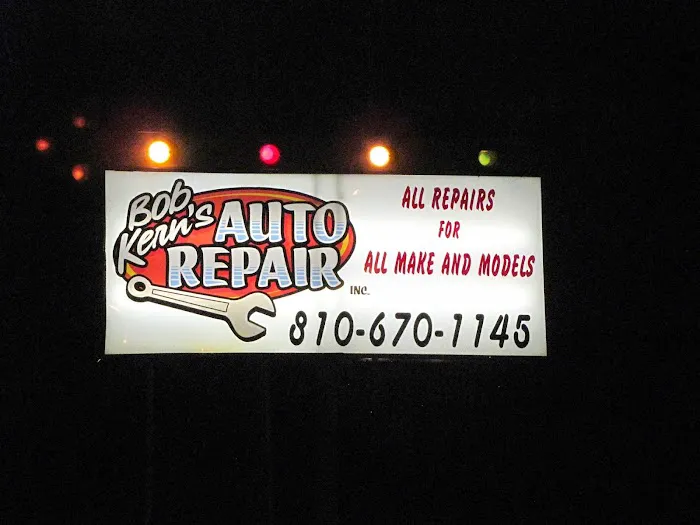 Bob
Kern's
AUTO
REPAIR
INC.
ALL REPAIRS
FOR
ALL MAKE AND MODELS
810-670-1145